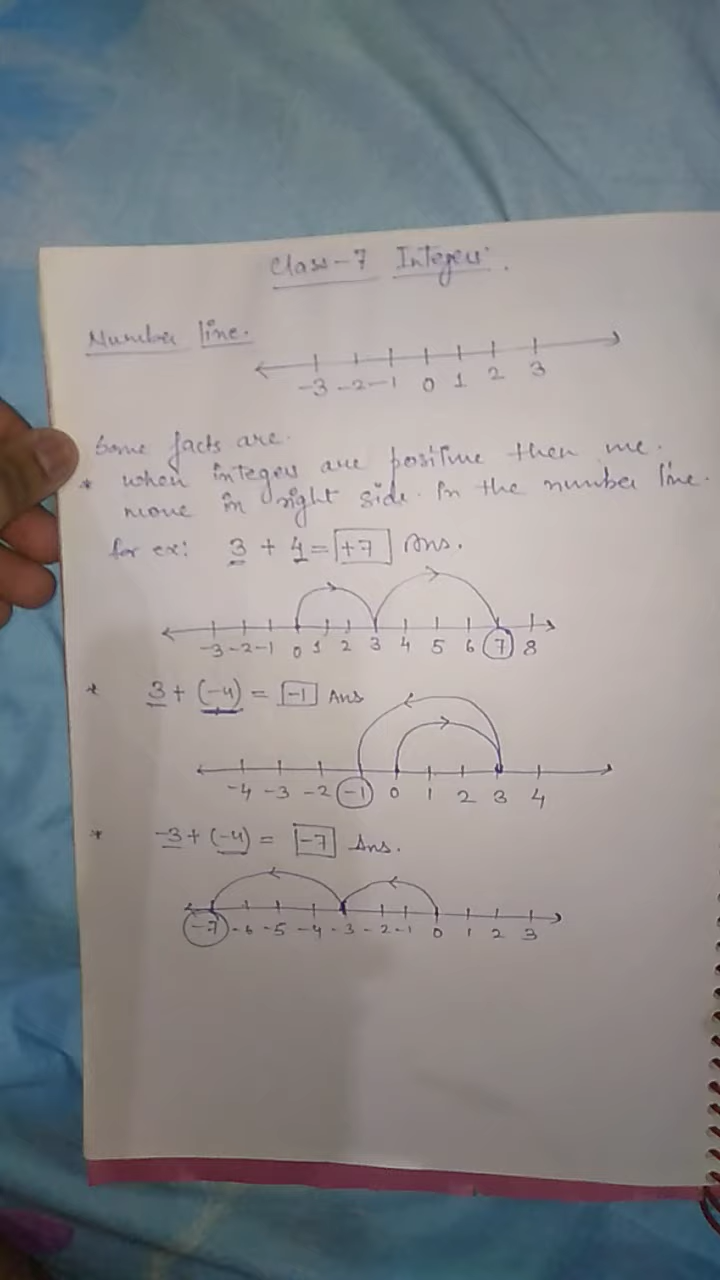 Class-7 Integers.
Number line.
-3 -2 -1 0 1 2 3
Some facts are.
* when integers are positive then me.
move in right side. In the number line.
for ex: 3 + 4 = +7 Ans.
-3 -2 -1 0 1 2 3 4 5 6 7 8
* 3 + (-4) = -1 Ans
-4 -3 -2 -1 0 1 2 3 4
* -3 + (-4) = -7 Ans.
-7 -6 -5 -4 -3 -2 -1 0 1 2 3